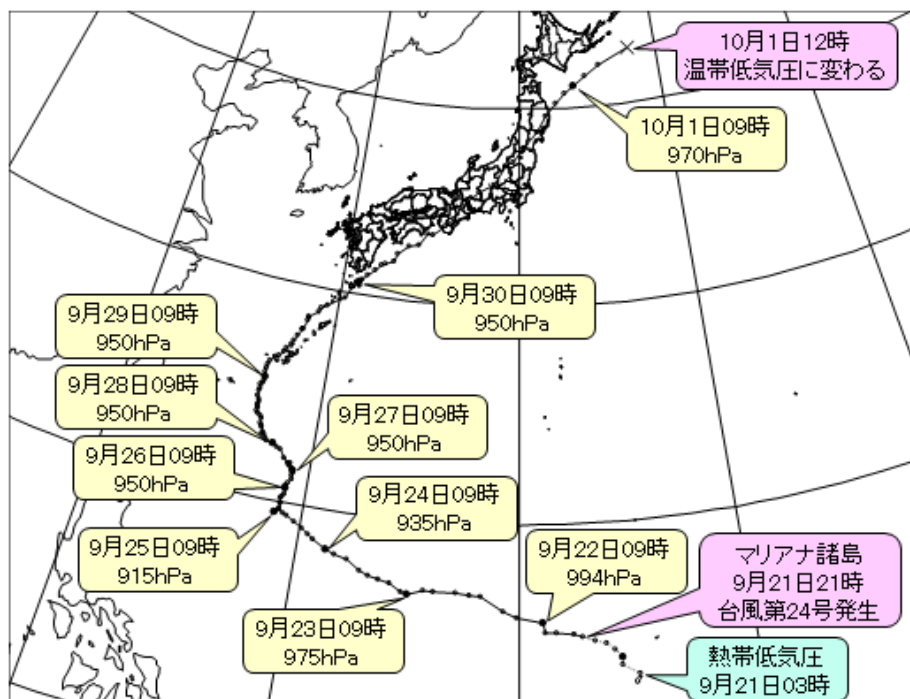 10月1日12時
温帯低気圧に変わる
10月1日09時
970hPa
9月30日09時
950hPa
9月29日09時
950hPa
9月28日09時
950hPa
9月27日09時
950hPa
9月26日09時
950hPa
9月24日09時
935hPa
9月25日09時
915hPa
9月22日09時
994hPa
マリアナ諸島
9月21日21時
台風第24号発生
9月23日09時
975hPa
熱帯低気圧
9月21日03時